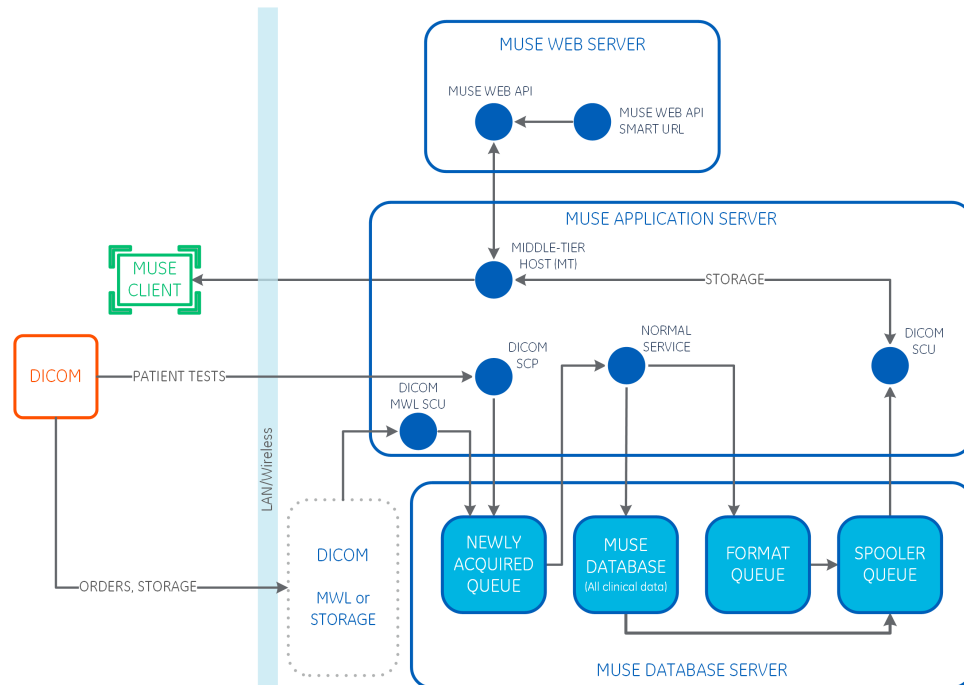 MUSE WEB SERVER
MUSE WEB API
MUSE WEB API
SMART URL
MUSE APPLICATION SERVER
MIDDLE-TIER
HOST (MT)
MUSE
CLIENT
STORAGE
NORMAL
SERVICE
DICOM
SCU
DICOM
SCP
DICOM
PATIENT TESTS
DICOM
MWL SCU
LAN/Wireless
NEWLY
ACQUIRED
QUEUE
MUSE
DATABASE
(All clinical data)
FORMAT
QUEUE
SPOOLER
QUEUE
DICOM
MWL or
STORAGE
ORDERS, STORAGE
MUSE DATABASE SERVER